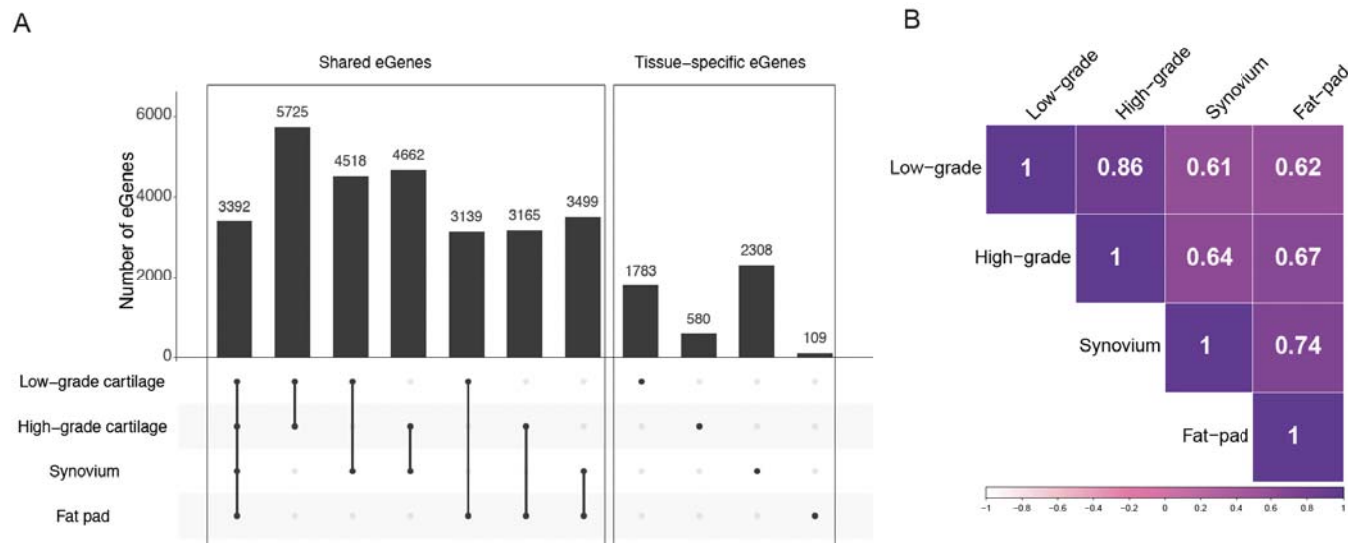 A
Shared eGenes
Tissue-specific eGenes
Number of eGenes
6000
4000
2000
0
3392
5725
4518
4662
3139
3165
3499
1783
580
2308
109
Low-grade cartilage
High-grade cartilage
Synovium
Fat pad
B
Low-grade
High-grade
Synovium
Fat-pad
Low-grade 1 0.86 0.61 0.62
High-grade 1 0.64 0.67
Synovium 1 0.74
Fat-pad 1
-1 -0.8 -0.6 -0.4 -0.2 0 0.2 0.4 0.6 0.8 1